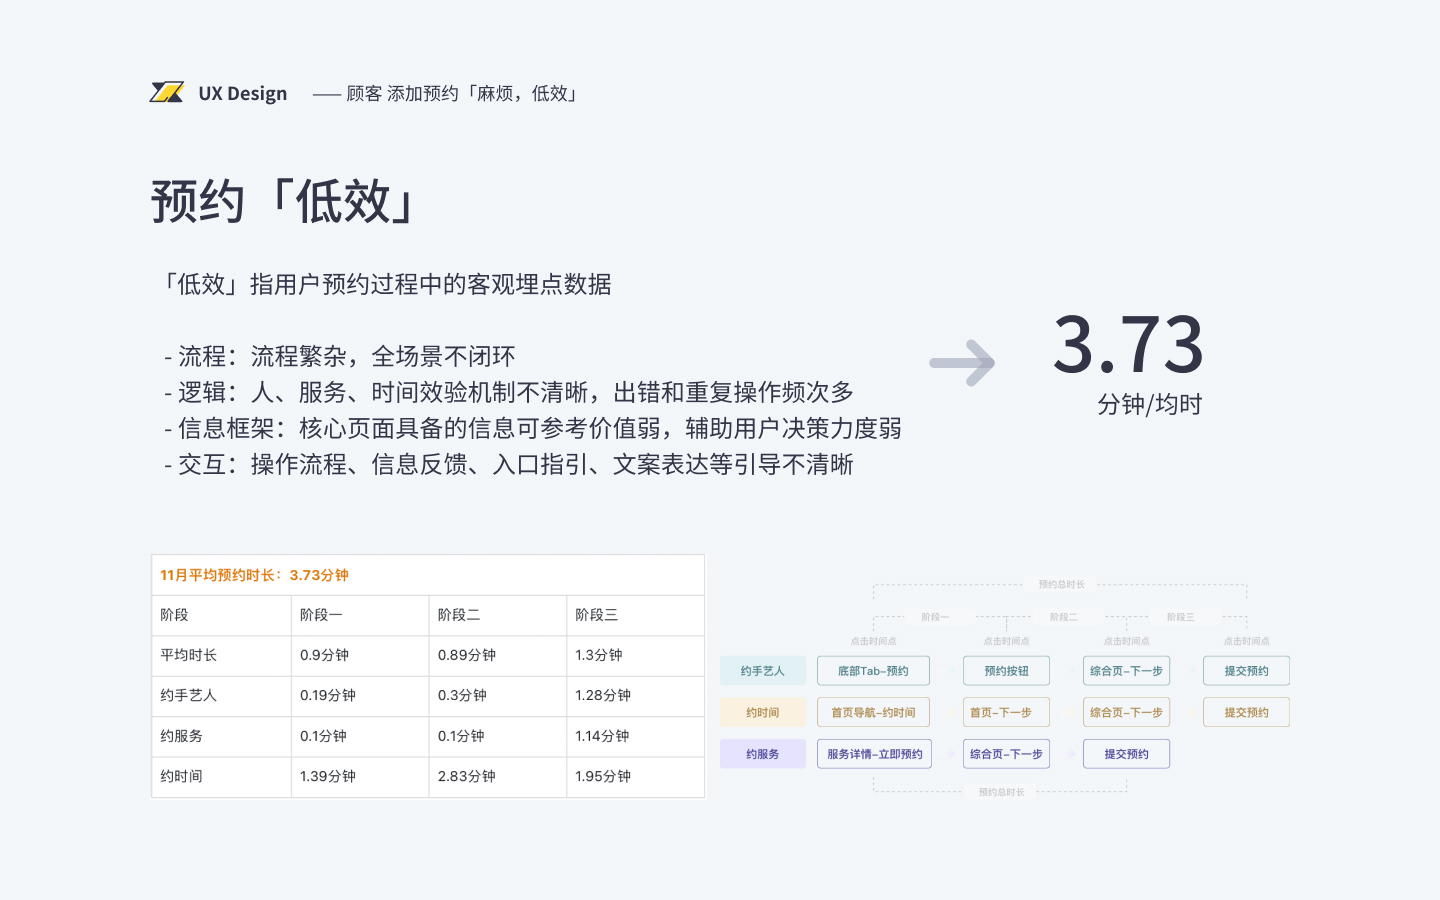 UX Design —— 顾客 添加预约「麻烦，低效」
预约「低效」
「低效」指用户预约过程中的客观埋点数据
- 流程：流程繁杂，全场景不闭环
- 逻辑：人、服务、时间效验机制不清晰，出错和重复操作频次多
- 信息框架：核心页面具备的信息可参考价值弱，辅助用户决策力度弱
- 交互：操作流程、信息反馈、入口指引、文案表达等引导不清晰
3.73
分钟/均时
11月平均预约时长：3.73分钟
阶段 阶段一 阶段二 阶段三
平均时长 0.9分钟 0.89分钟 1.3分钟
约手艺人 0.19分钟 0.3分钟 1.28分钟
约服务 0.1分钟 0.1分钟 1.14分钟
约时间 1.39分钟 2.83分钟 1.95分钟
预约总时长
阶段一 阶段二 阶段三
点击时间点 点击时间点 点击时间点 点击时间点
约手艺人 底部Tab-预约 预约按钮 综合页-下一步 提交预约
约时间 首页导航-约时间 首页-下一步 综合页-下一步 提交预约
约服务 服务详情-立即预约 综合页-下一步 提交预约
预约总时长